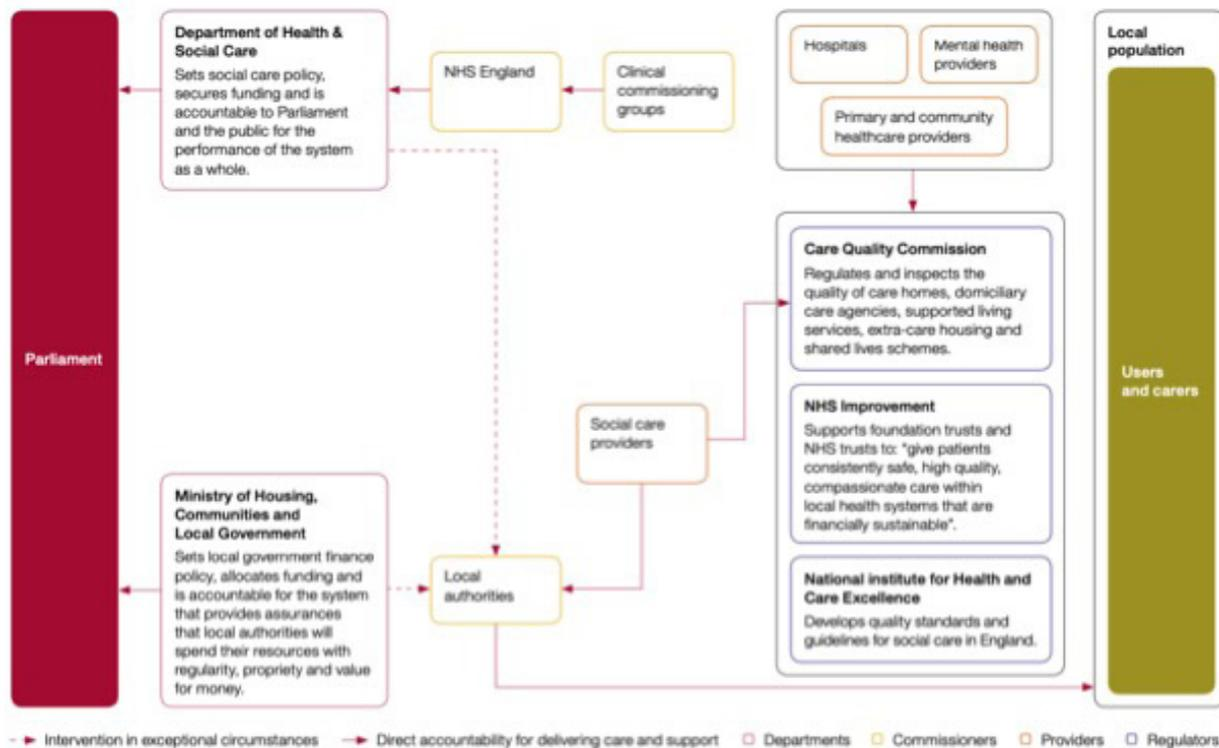 Department of Health &
Social Care
Sets social care policy,
secures funding and is
accountable to Parliament
and the public for the
performance of the system
as a whole.
NHS England
Clinical
commissioning
groups
Hospitals
Mental health
providers
Primary and community
healthcare providers
Local
population
Parliament
Care Quality Commission
Regulates and inspects the
quality of care homes, domiciliary
care agencies, supported living
services, extra-care housing and
shared lives schemes.
Users
and carers
Social care
providers
NHS Improvement
Supports foundation trusts and
NHS trusts to: "give patients
consistently safe, high quality,
compassionate care within
local health systems that are
financially sustainable".
Ministry of Housing,
Communities and
Local Government
Sets local government finance
policy, allocates funding and
is accountable for the system
that provides assurances
that local authorities will
spend their resources with
regularity, propriety and value
for money.
Local
authorities
National institute for Health and
Care Excellence
Develops quality standards and
guidelines for social care in England.
Intervention in exceptional circumstances
Direct accountability for delivering care and support
Departments
Commissioners
Providers
Regulators